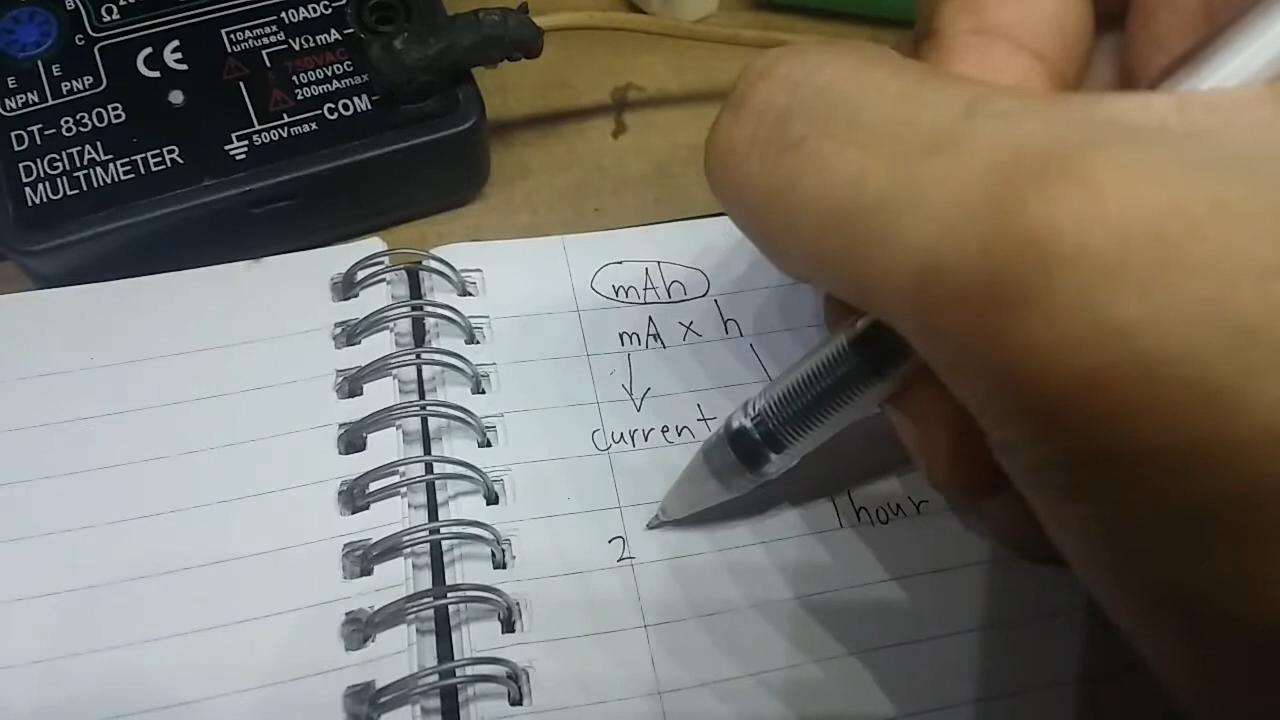 B
C
E
E
NPN
PNP
DT-830B
DIGITAL
MULTIMETER
Ω
CE
10Amax
unfused
10ADC
VΩmA
750VAC
1000VDC
200mAmax
COM
500Vmax
mAh
mA x h
current
1 hour
2